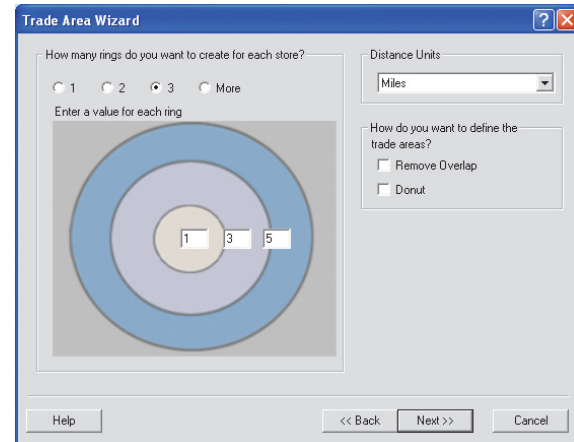 Trade Area Wizard
How many rings do you want to create for each store?
1 2 3 More
Enter a value for each ring
1 3 5
Distance Units
Miles
How do you want to define the
trade areas?
Remove Overlap
Donut
Help << Back Next >> Cancel